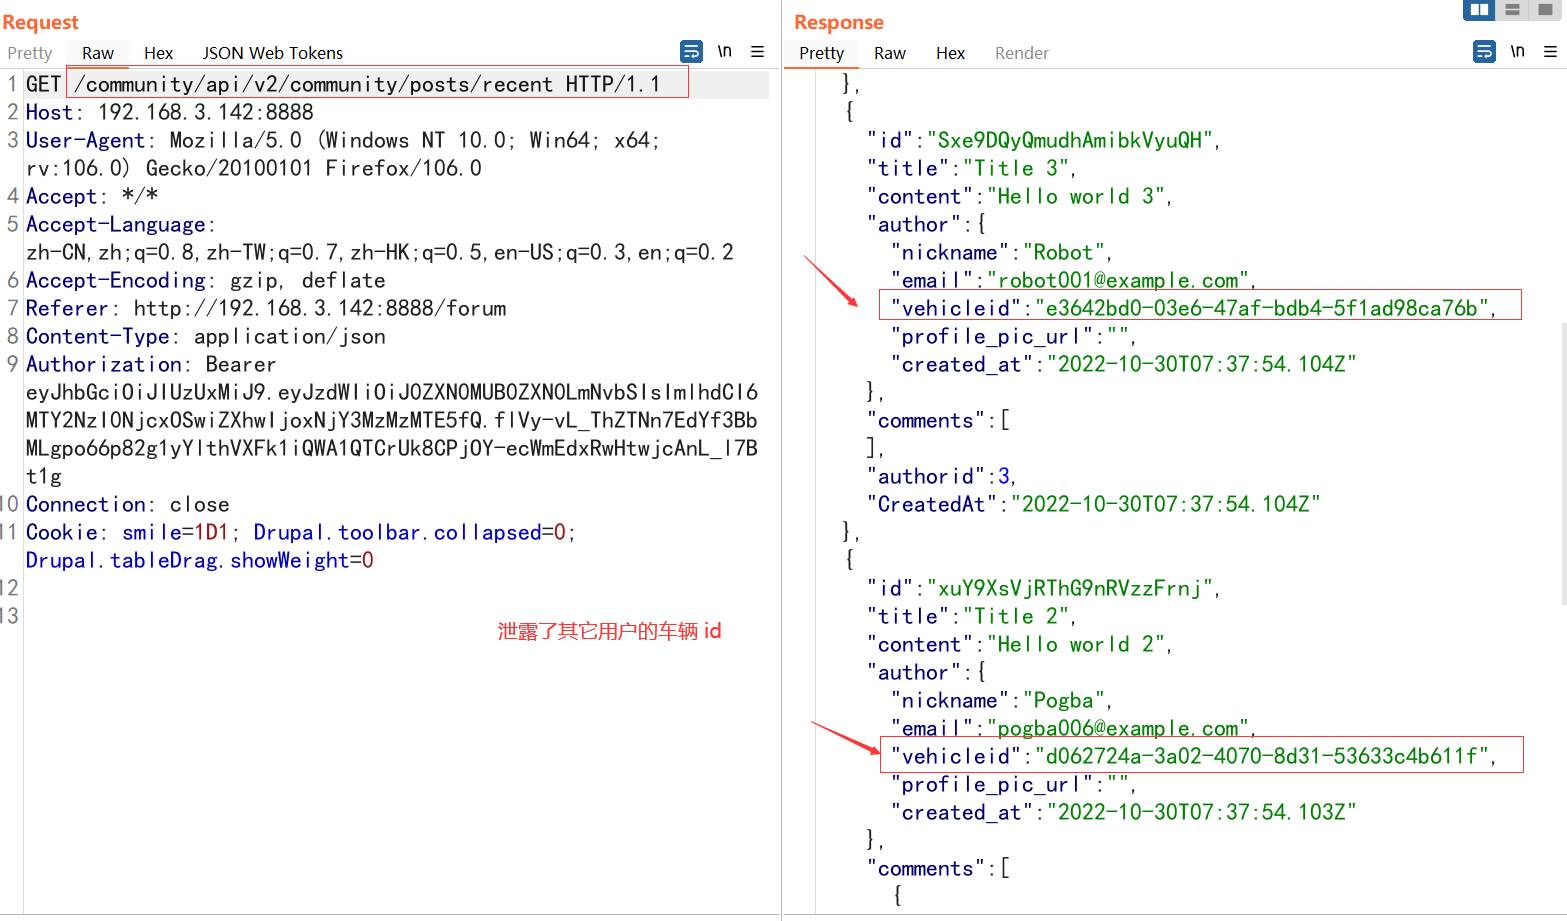 Request
Pretty Raw Hex JSON Web Tokens \n
1 GET /community/api/v2/community/posts/recent HTTP/1.1
2 Host: 192.168.3.142:8888
3 User-Agent: Mozilla/5.0 (Windows NT 10.0; Win64; x64;
rv:106.0) Gecko/20100101 Firefox/106.0
4 Accept: */*
5 Accept-Language:
zh-CN,zh;q=0.8,zh-TW;q=0.7,zh-HK;q=0.5,en-US;q=0.3,en;q=0.2
6 Accept-Encoding: gzip, deflate
7 Referer: http://192.168.3.142:8888/forum
8 Content-Type: application/json
9 Authorization: Bearer
eyJhbGciOiJIUzUxMiJ9.eyJzdWIiOiJ0ZXN0MUB0ZXN0LmNvbSIsImlhdCI6
MTY2NzI0NjcxOSwiZXhwIjoxNjY3MzMzMTE5fQ.flVy-vL_ThZTNn7EdYf3Bb
MLgpo66p82g1yYlthVXFk1iQWA1QTCrUk8CPjOY-ecWmEdxRwHtwjcAnL_l7B
t1g
10 Connection: close
11 Cookie: smile=1D1; Drupal.toolbar.collapsed=0;
Drupal.tableDrag.showWeight=0
12
13
泄露了其它用户的车辆 id
Response
Pretty Raw Hex Render \n
},
{
"id":"Sxe9DQyQmudhAmibkVyuQH",
"title":"Title 3",
"content":"Hello world 3",
"author":{
"nickname":"Robot",
"email":"robot001@example.com",
"vehicleid":"e3642bd0-03e6-47af-bdb4-5f1ad98ca76b",
"profile_pic_url":"",
"created_at":"2022-10-30T07:37:54.104Z"
},
"comments":[
],
"authorid":3,
"CreatedAt":"2022-10-30T07:37:54.104Z"
},
{
"id":"xuY9XsVjRThG9nRVzzFrnj",
"title":"Title 2",
"content":"Hello world 2",
"author":{
"nickname":"Pogba",
"email":"pogba006@example.com",
"vehicleid":"d062724a-3a02-4070-8d31-53633c4b611f",
"profile_pic_url":"",
"created_at":"2022-10-30T07:37:54.103Z"
},
"comments":[
{